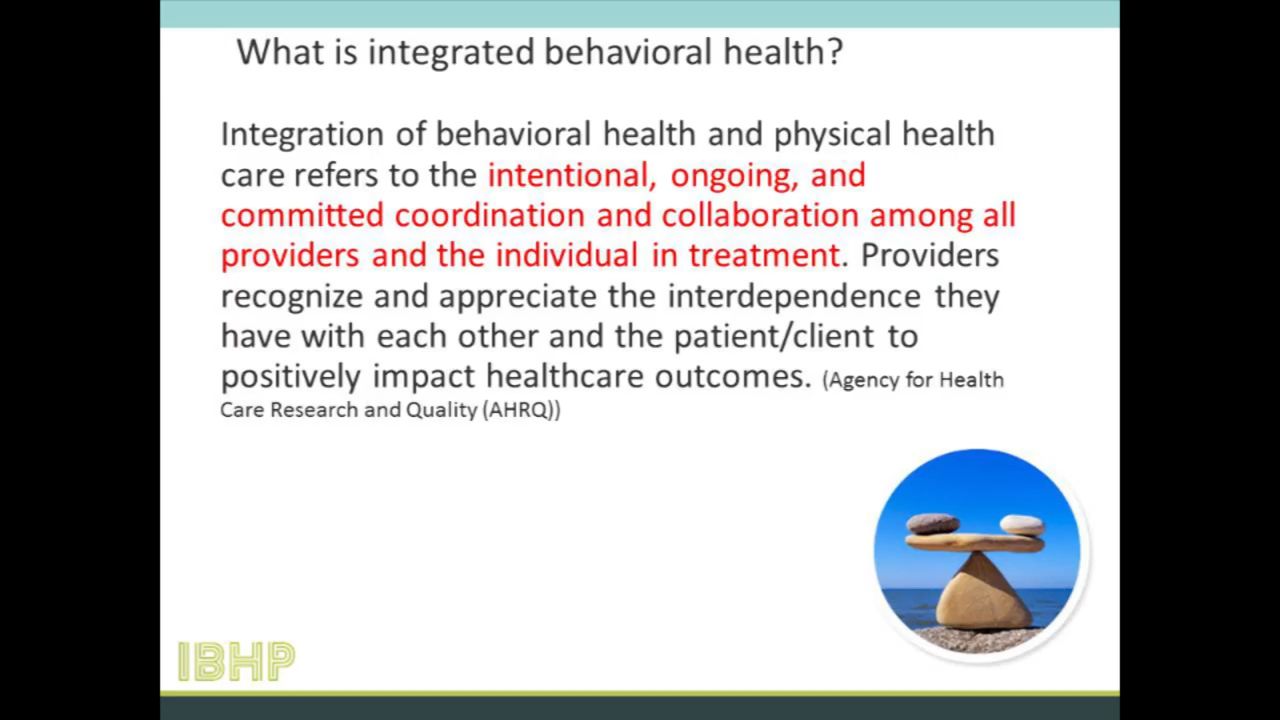 What is integrated behavioral health?
Integration of behavioral health and physical health
care refers to the intentional, ongoing, and
committed coordination and collaboration among all
providers and the individual in treatment. Providers
recognize and appreciate the interdependence they
have with each other and the patient/client to
positively impact healthcare outcomes. (Agency for Health
Care Research and Quality (AHRQ))
IBHP